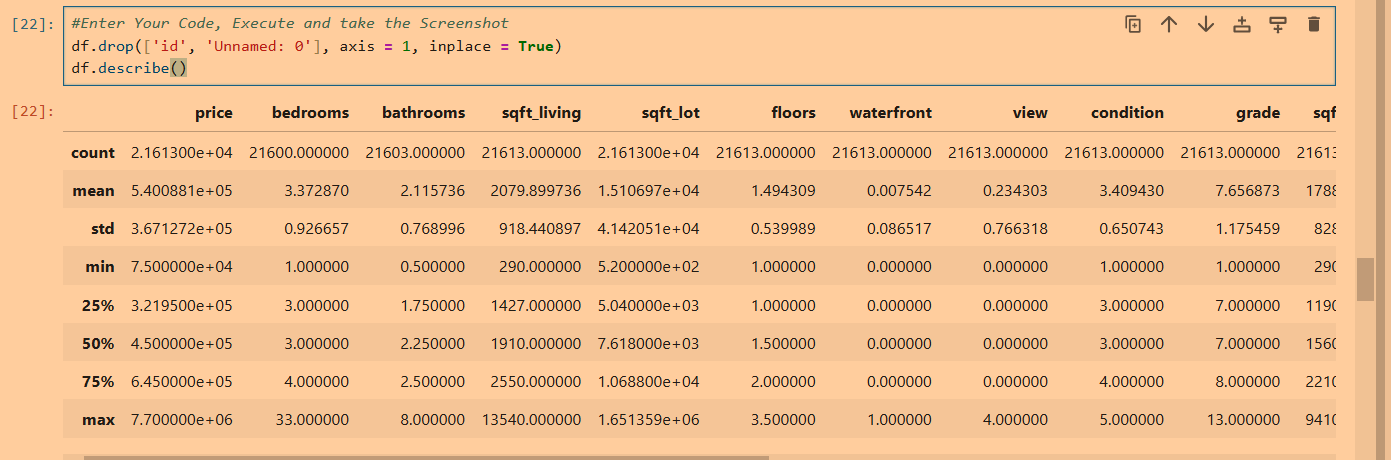 [22]: #Enter Your Code, Execute and take the Screenshot
df.drop(['id', 'Unnamed: 0'], axis = 1, inplace = True)
df.describe()
[22]: price bedrooms bathrooms sqft_living sqft_lot floors waterfront view condition grade sqf
count 2.161300e+04 21600.000000 21603.000000 21613.000000 2.161300e+04 21613.000000 21613.000000 21613.000000 21613.000000 21613.000000 21613
mean 5.400881e+05 3.372870 2.115736 2079.899736 1.510697e+04 1.494309 0.007542 0.234303 3.409430 7.656873 1788
std 3.671272e+05 0.926657 0.768996 918.440897 4.142051e+04 0.539989 0.086517 0.766318 0.650743 1.175459 828
min 7.500000e+04 1.000000 0.500000 290.000000 5.200000e+02 1.000000 0.000000 0.000000 1.000000 1.000000 290
25% 3.219500e+05 3.000000 1.750000 1427.000000 5.040000e+03 1.000000 0.000000 0.000000 3.000000 7.000000 1190
50% 4.500000e+05 3.000000 2.250000 1910.000000 7.618000e+03 1.500000 0.000000 0.000000 3.000000 7.000000 1560
75% 6.450000e+05 4.000000 2.500000 2550.000000 1.068800e+04 2.000000 0.000000 0.000000 4.000000 8.000000 2210
max 7.700000e+06 33.000000 8.000000 13540.000000 1.651359e+06 3.500000 1.000000 4.000000 5.000000 13.000000 9410